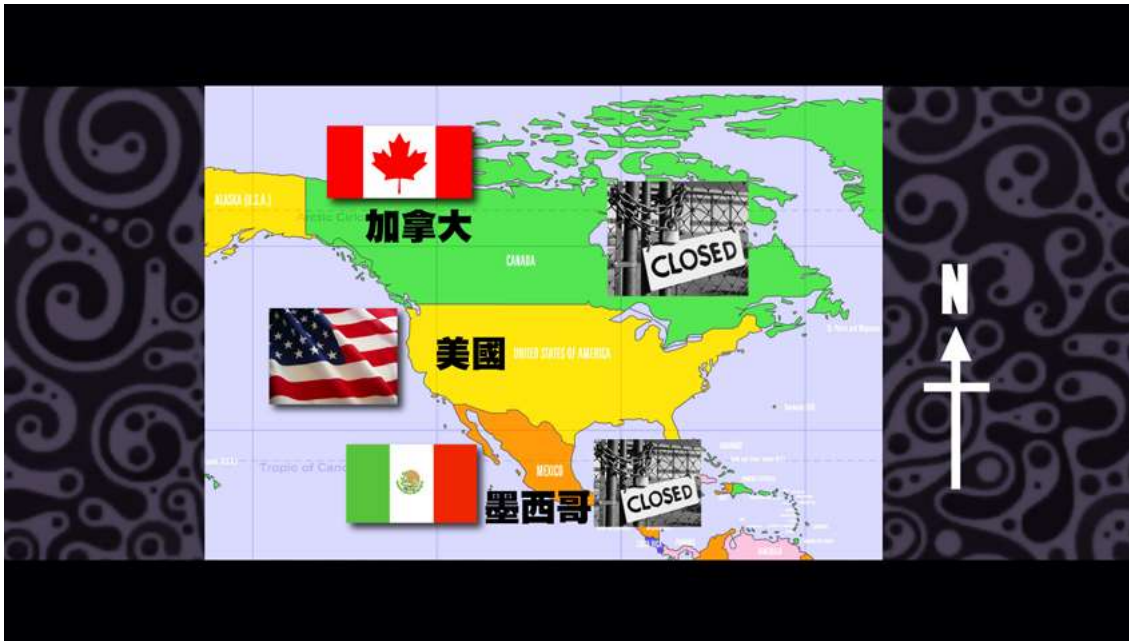 ALASKA (U.S.A.)
加拿大
CANADA
CLOSED
N
美國
UNITED STATES OF AMERICA
Tropic of Canc
MEXICO
墨西哥
CLOSED